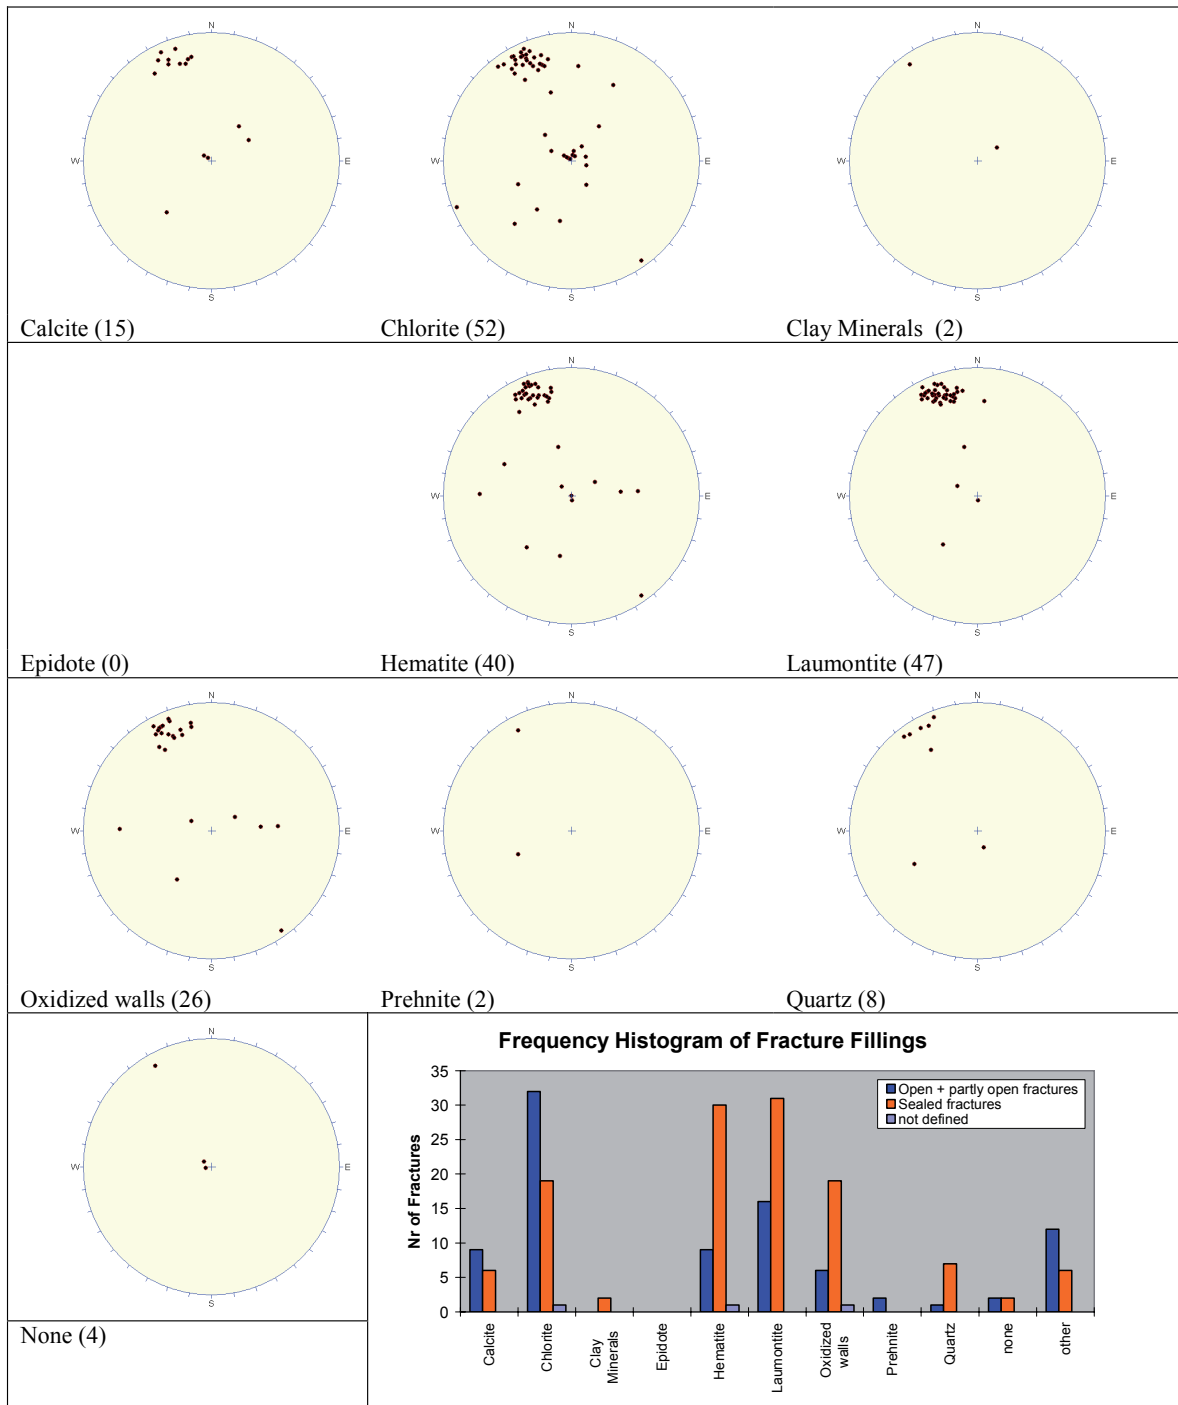 N
N
N
W
E
W
E
W
E
S
S
S
Calcite (15)
Chlorite (52)
Clay Minerals (2)
N
N
W
E
W
E
S
S
Epidote (0)
Hematite (40)
Laumontite (47)
N
N
N
W
E
W
E
W
E
S
S
S
Oxidized walls (26)
Prehnite (2)
Quartz (8)
N
W
E
S
None (4)
Frequency Histogram of Fracture Fillings
35
30
25
20
15
10
5
0
Nr of Fractures
Open + partly open fractures
Sealed fractures
not defined
Calcite
Chlorite
Clay
Minerals
Epidote
Hematite
Laumontite
Oxidized
walls
Prehnite
Quartz
none
other